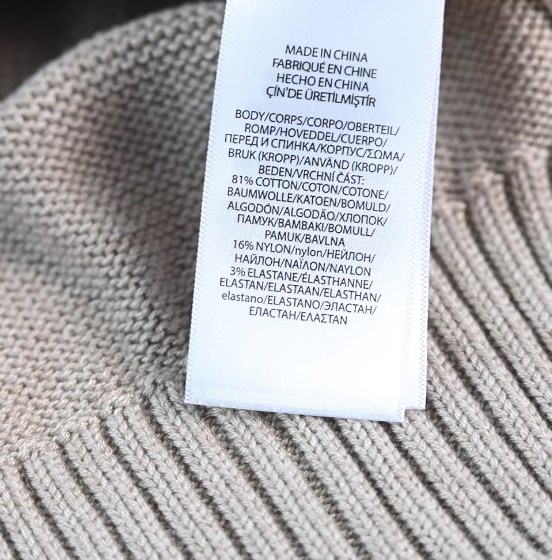 MADE IN CHINA
FABRIQUÉ EN CHINE
HECHO EN CHINA
ÇİN'DE ÜRETİLMİŞTİR
BODY/CORPS/CORPO/OBERTEIL/
ROMP/HOVEDDEL/CUERPO/
ПЕРЕД И СПИНКА/КОРПУС/ΣΩΜΑ/
BRUK (KROPP)/ANVÄND (KROPP)/
BEDEN/VRCHNÍ ČÁST:
81% COTTON/COTON/COTONE/
BAUMWOLLE/KATOEN/BOMULD/
ALGODÓN/ALGODÃO/ХЛОПОК/
ПАМУК/ΒΑΜΒΑΚΙ/BOMULL/
PAMUK/BAVLNA
16% NYLON/nylon/НЕЙЛОН/
НАЙЛОН/ΝΑΪΛΟΝ/NAYLON
3% ELASTANE/ÉLASTHANNE/
ELASTAN/ELASTAAN/ELASTHAN/
elastano/ELASTANO/ЭЛАСТАН/
ЕЛАСТАН/ΕΛΑΣΤΑΝ